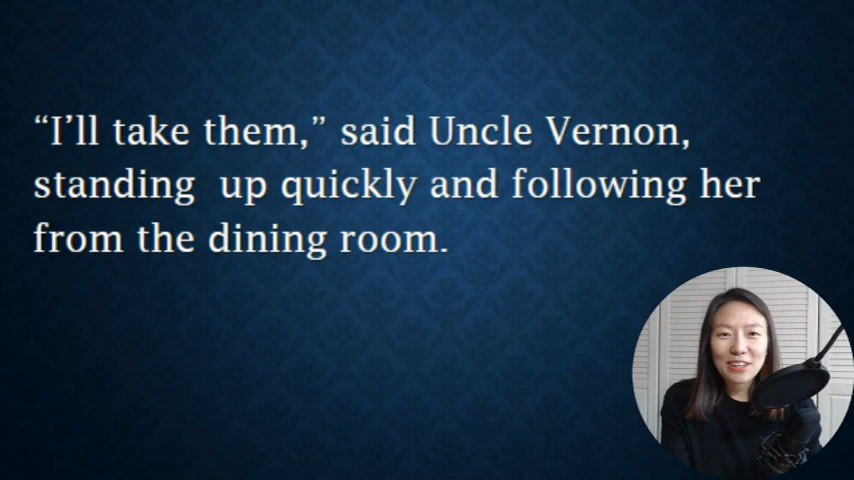 “I’ll take them,” said Uncle Vernon,
standing  up quickly and following her
from the dining room.